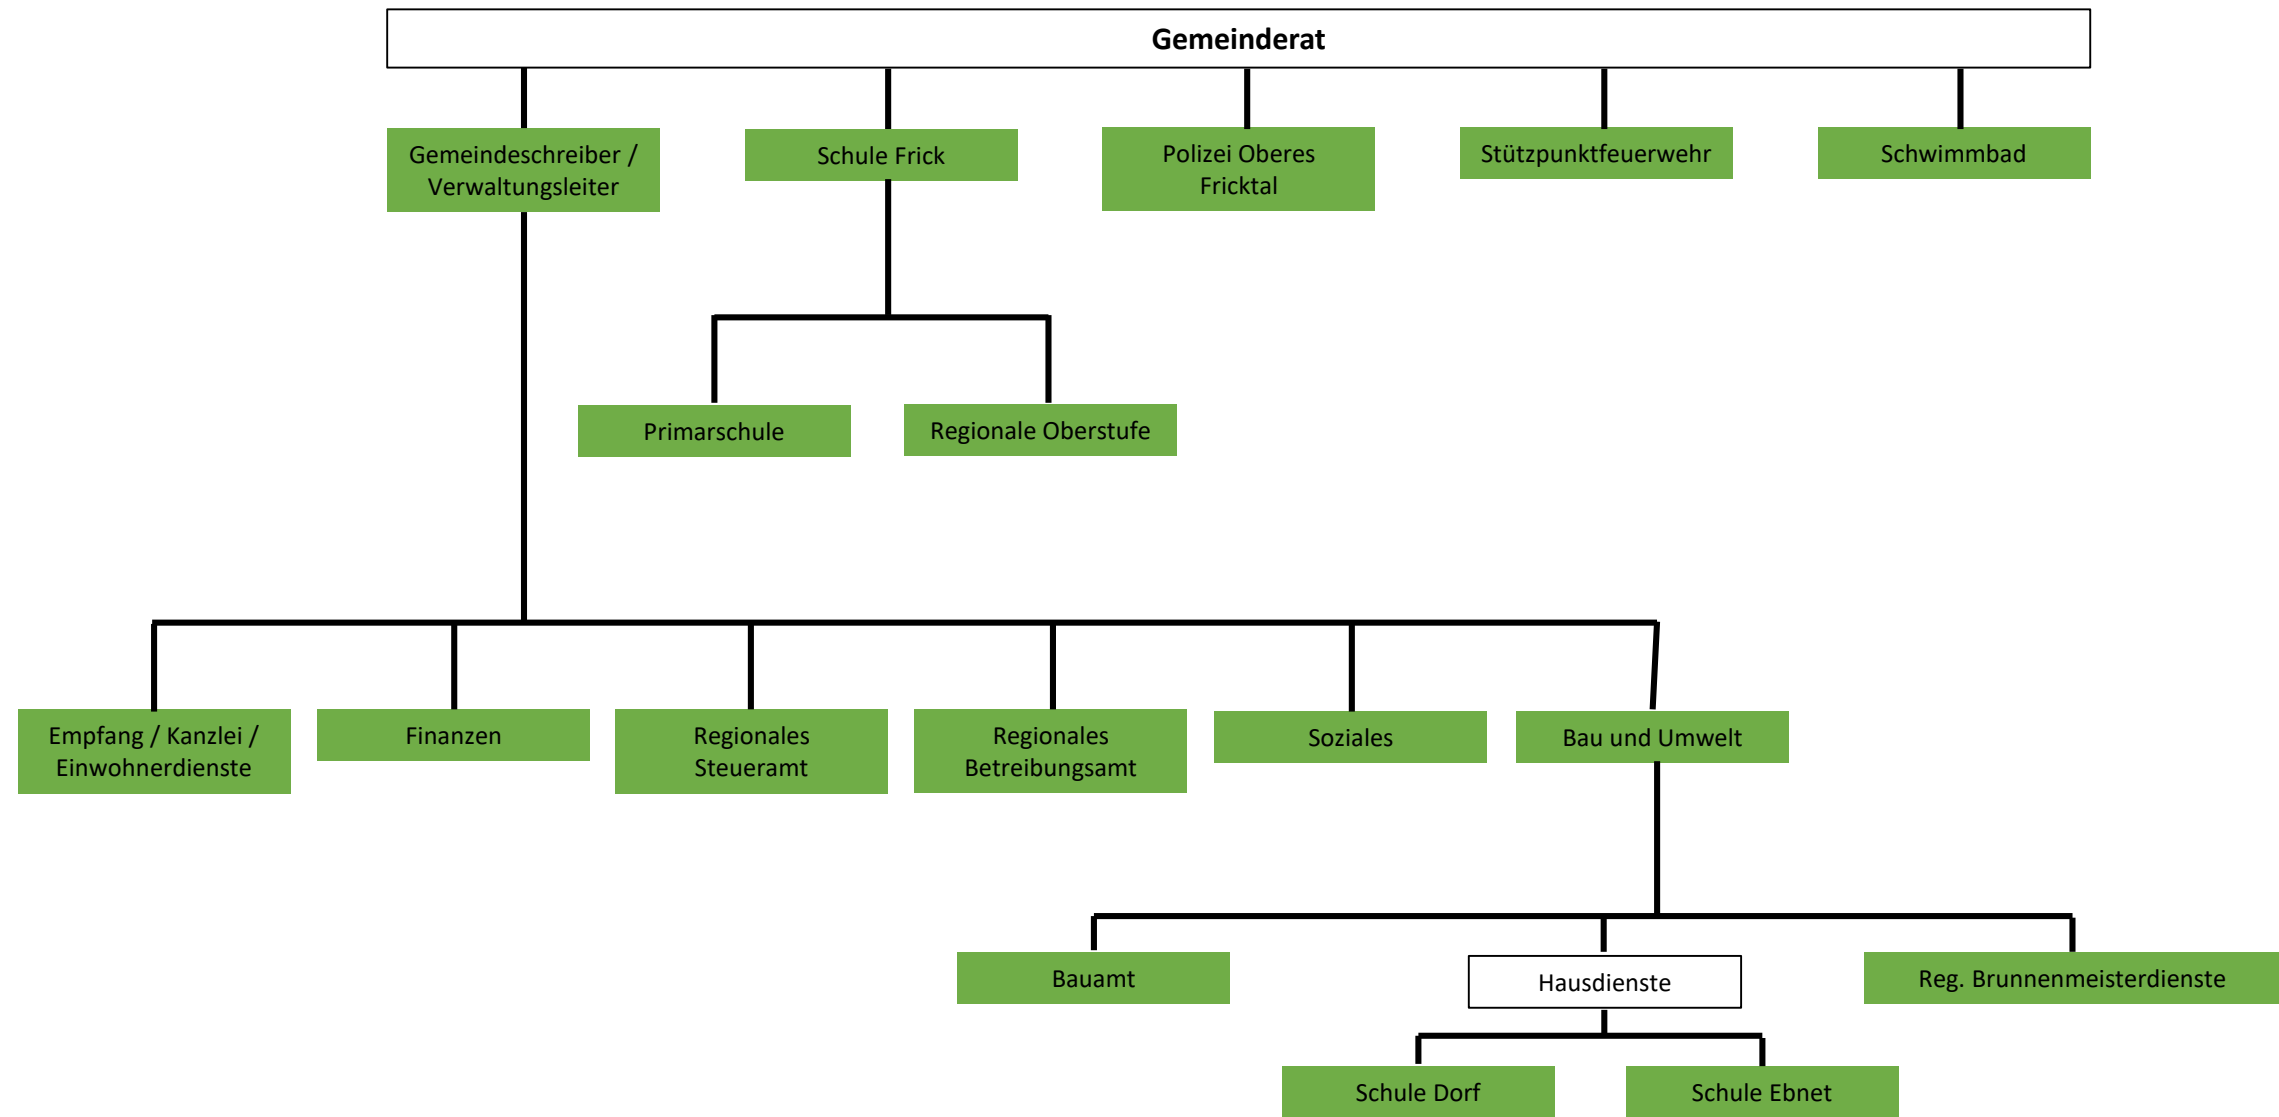 Gemeinderat
Gemeindeschreiber /
Verwaltungsleiter
Schule Frick
Polizei Oberes
Fricktal
Stützpunktfeuerwehr
Schwimmbad
Primarschule
Regionale Oberstufe
Empfang / Kanzlei /
Einwohnerdienste
Finanzen
Regionales
Steueramt
Regionales
Betreibungsamt
Soziales
Bau und Umwelt
Bauamt
Hausdienste
Reg. Brunnenmeisterdienste
Schule Dorf
Schule Ebnet